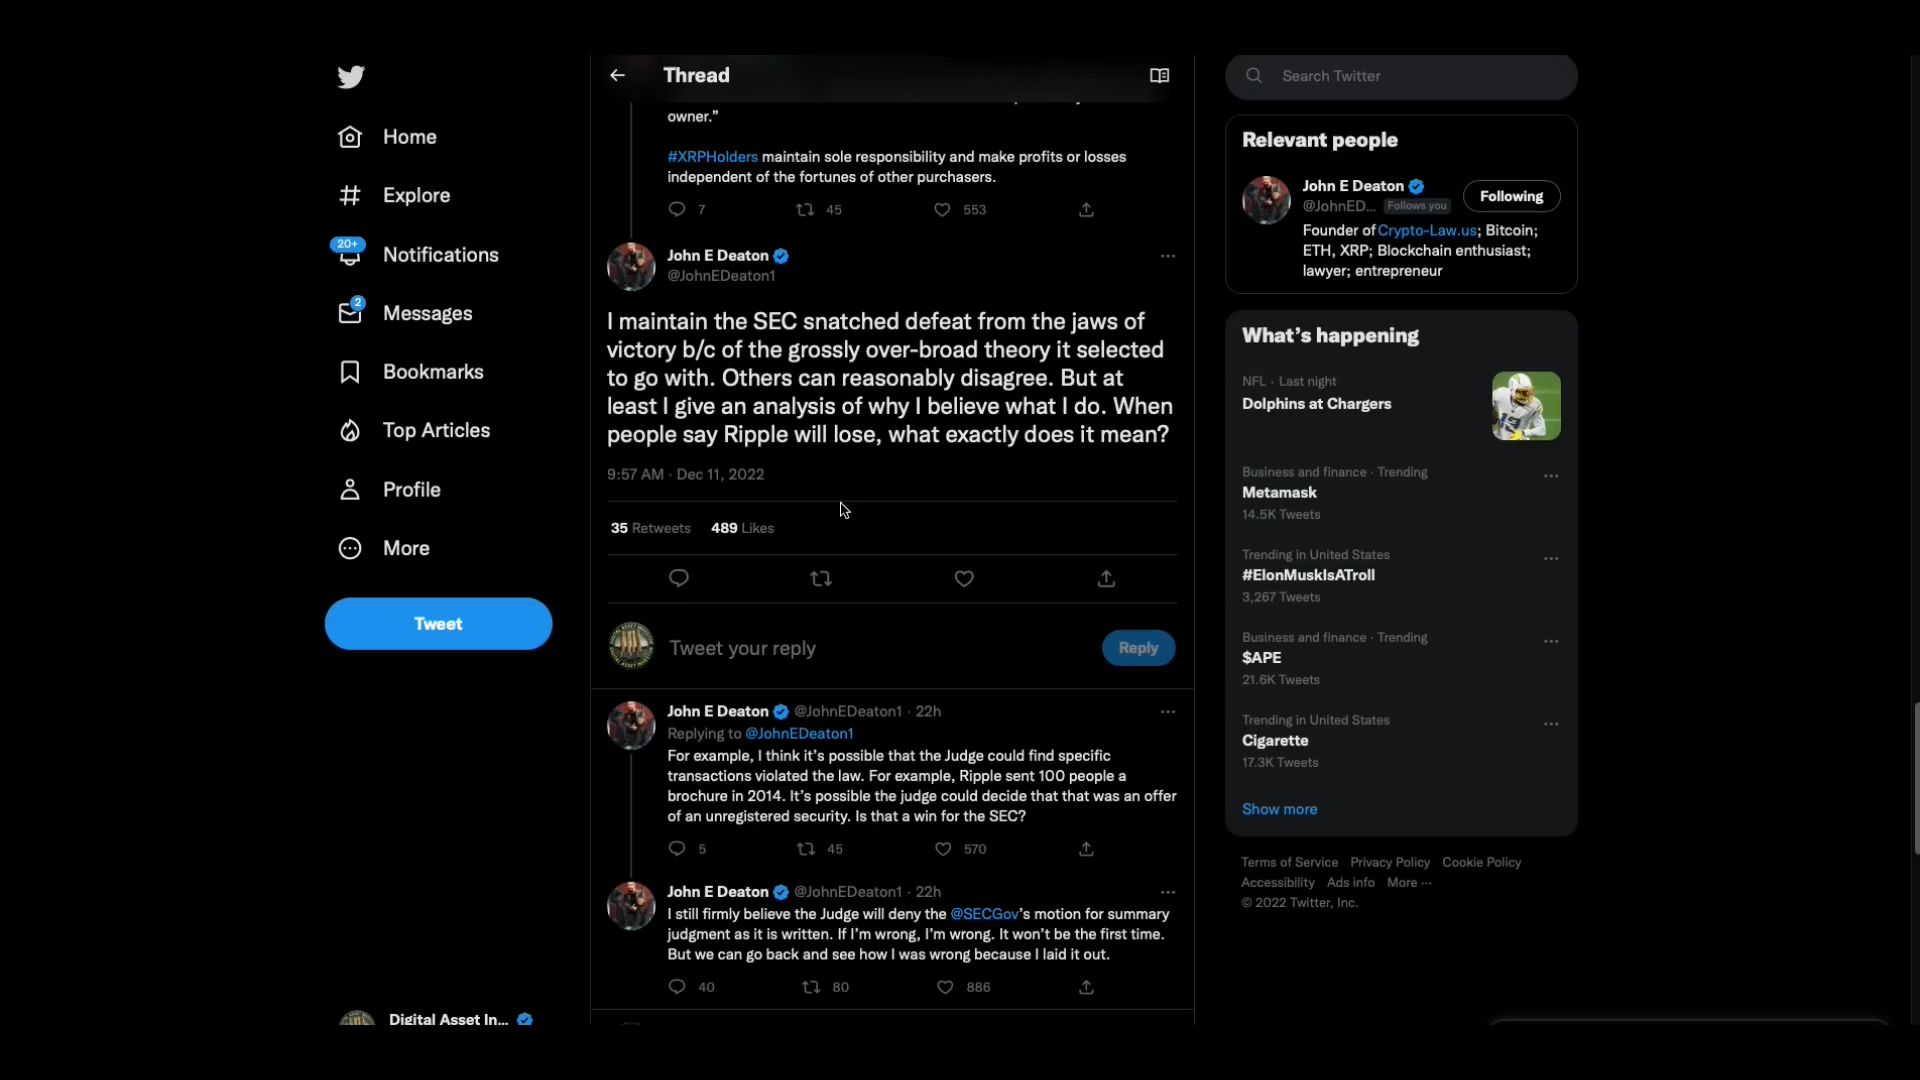 Home
Explore
20+
Notifications
2
Messages
Bookmarks
Top Articles
Profile
More
Tweet
Digital Asset In...
Thread
owner.”
#XRPHolders maintain sole responsibility and make profits or losses
independent of the fortunes of other purchasers.
7 45 553
John E Deaton
@JohnEDeaton1
I maintain the SEC snatched defeat from the jaws of
victory b/c of the grossly over-broad theory it selected
to go with. Others can reasonably disagree. But at
least I give an analysis of why I believe what I do. When
people say Ripple will lose, what exactly does it mean?
9:57 AM · Dec 11, 2022
35 Retweets 489 Likes
Tweet your reply
Reply
John E Deaton @JohnEDeaton1 · 22h
Replying to @JohnEDeaton1
For example, I think it’s possible that the Judge could find specific
transactions violated the law. For example, Ripple sent 100 people a
brochure in 2014. It’s possible the judge could decide that that was an offer
of an unregistered security. Is that a win for the SEC?
5 45 570
John E Deaton @JohnEDeaton1 · 22h
I still firmly believe the Judge will deny the @SECGov’s motion for summary
judgment as it is written. If I’m wrong, I’m wrong. It won’t be the first time.
But we can go back and see how I was wrong because I laid it out.
40 80 886
Search Twitter
Relevant people
John E Deaton
@JohnED... Follows you
Following
Founder of Crypto-Law.us; Bitcoin;
ETH, XRP; Blockchain enthusiast;
lawyer; entrepreneur
What’s happening
NFL · Last night
Dolphins at Chargers
Business and finance · Trending
Metamask
14.5K Tweets
Trending in United States
#ElonMuskIsATroll
3,267 Tweets
Business and finance · Trending
$APE
21.6K Tweets
Trending in United States
Cigarette
17.3K Tweets
Show more
Terms of Service Privacy Policy Cookie Policy
Accessibility Ads info More ···
© 2022 Twitter, Inc.